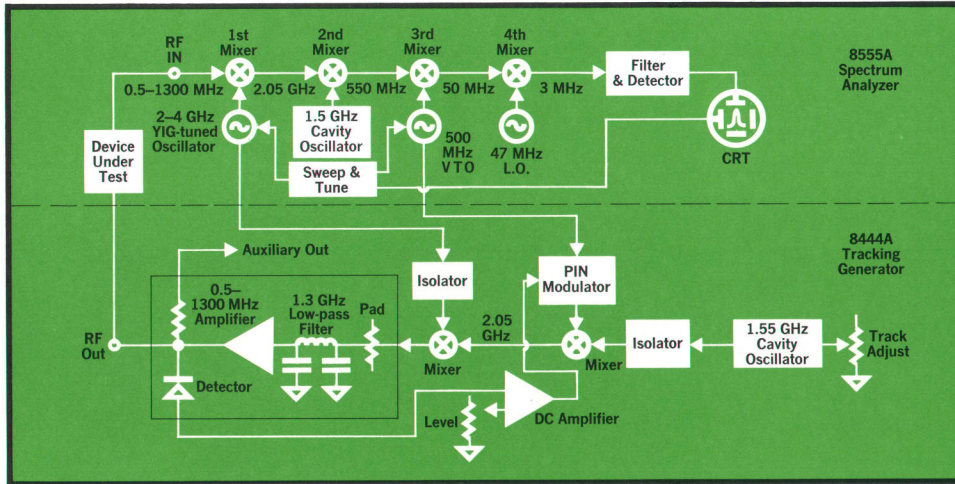 RF
IN
1st
Mixer
2nd
Mixer
3rd
Mixer
4th
Mixer
Filter
& Detector
8555A
Spectrum
Analyzer
0.5–1300 MHz
2.05 GHz
550 MHz
50 MHz
3 MHz
2–4 GHz
YIG-tuned
Oscillator
1.5 GHz
Cavity
Oscillator
500
MHz
VTO
47 MHz
L.O.
CRT
Device
Under
Test
Sweep &
Tune
Auxiliary Out
8444A
Tracking
Generator
Isolator
PIN
Modulator
0.5–
1300 MHz
Amplifier
1.3 GHz
Low-pass
Filter
Pad
2.05
GHz
Isolator
1.55 GHz
Cavity
Oscillator
Track
Adjust
RF
Out
Mixer
Mixer
Detector
Level
DC Amplifier